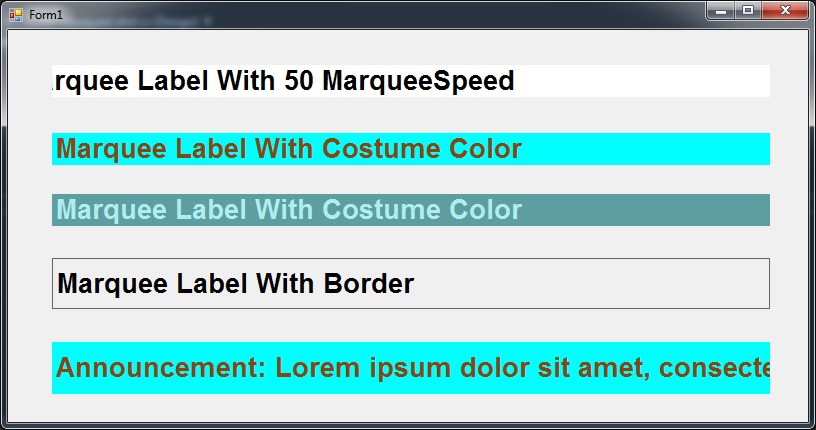 Form1
rquee Label With 50 MarqueeSpeed
Marquee Label With Costume Color
Marquee Label With Costume Color
Marquee Label With Border
Announcement: Lorem ipsum dolor sit amet, consecte